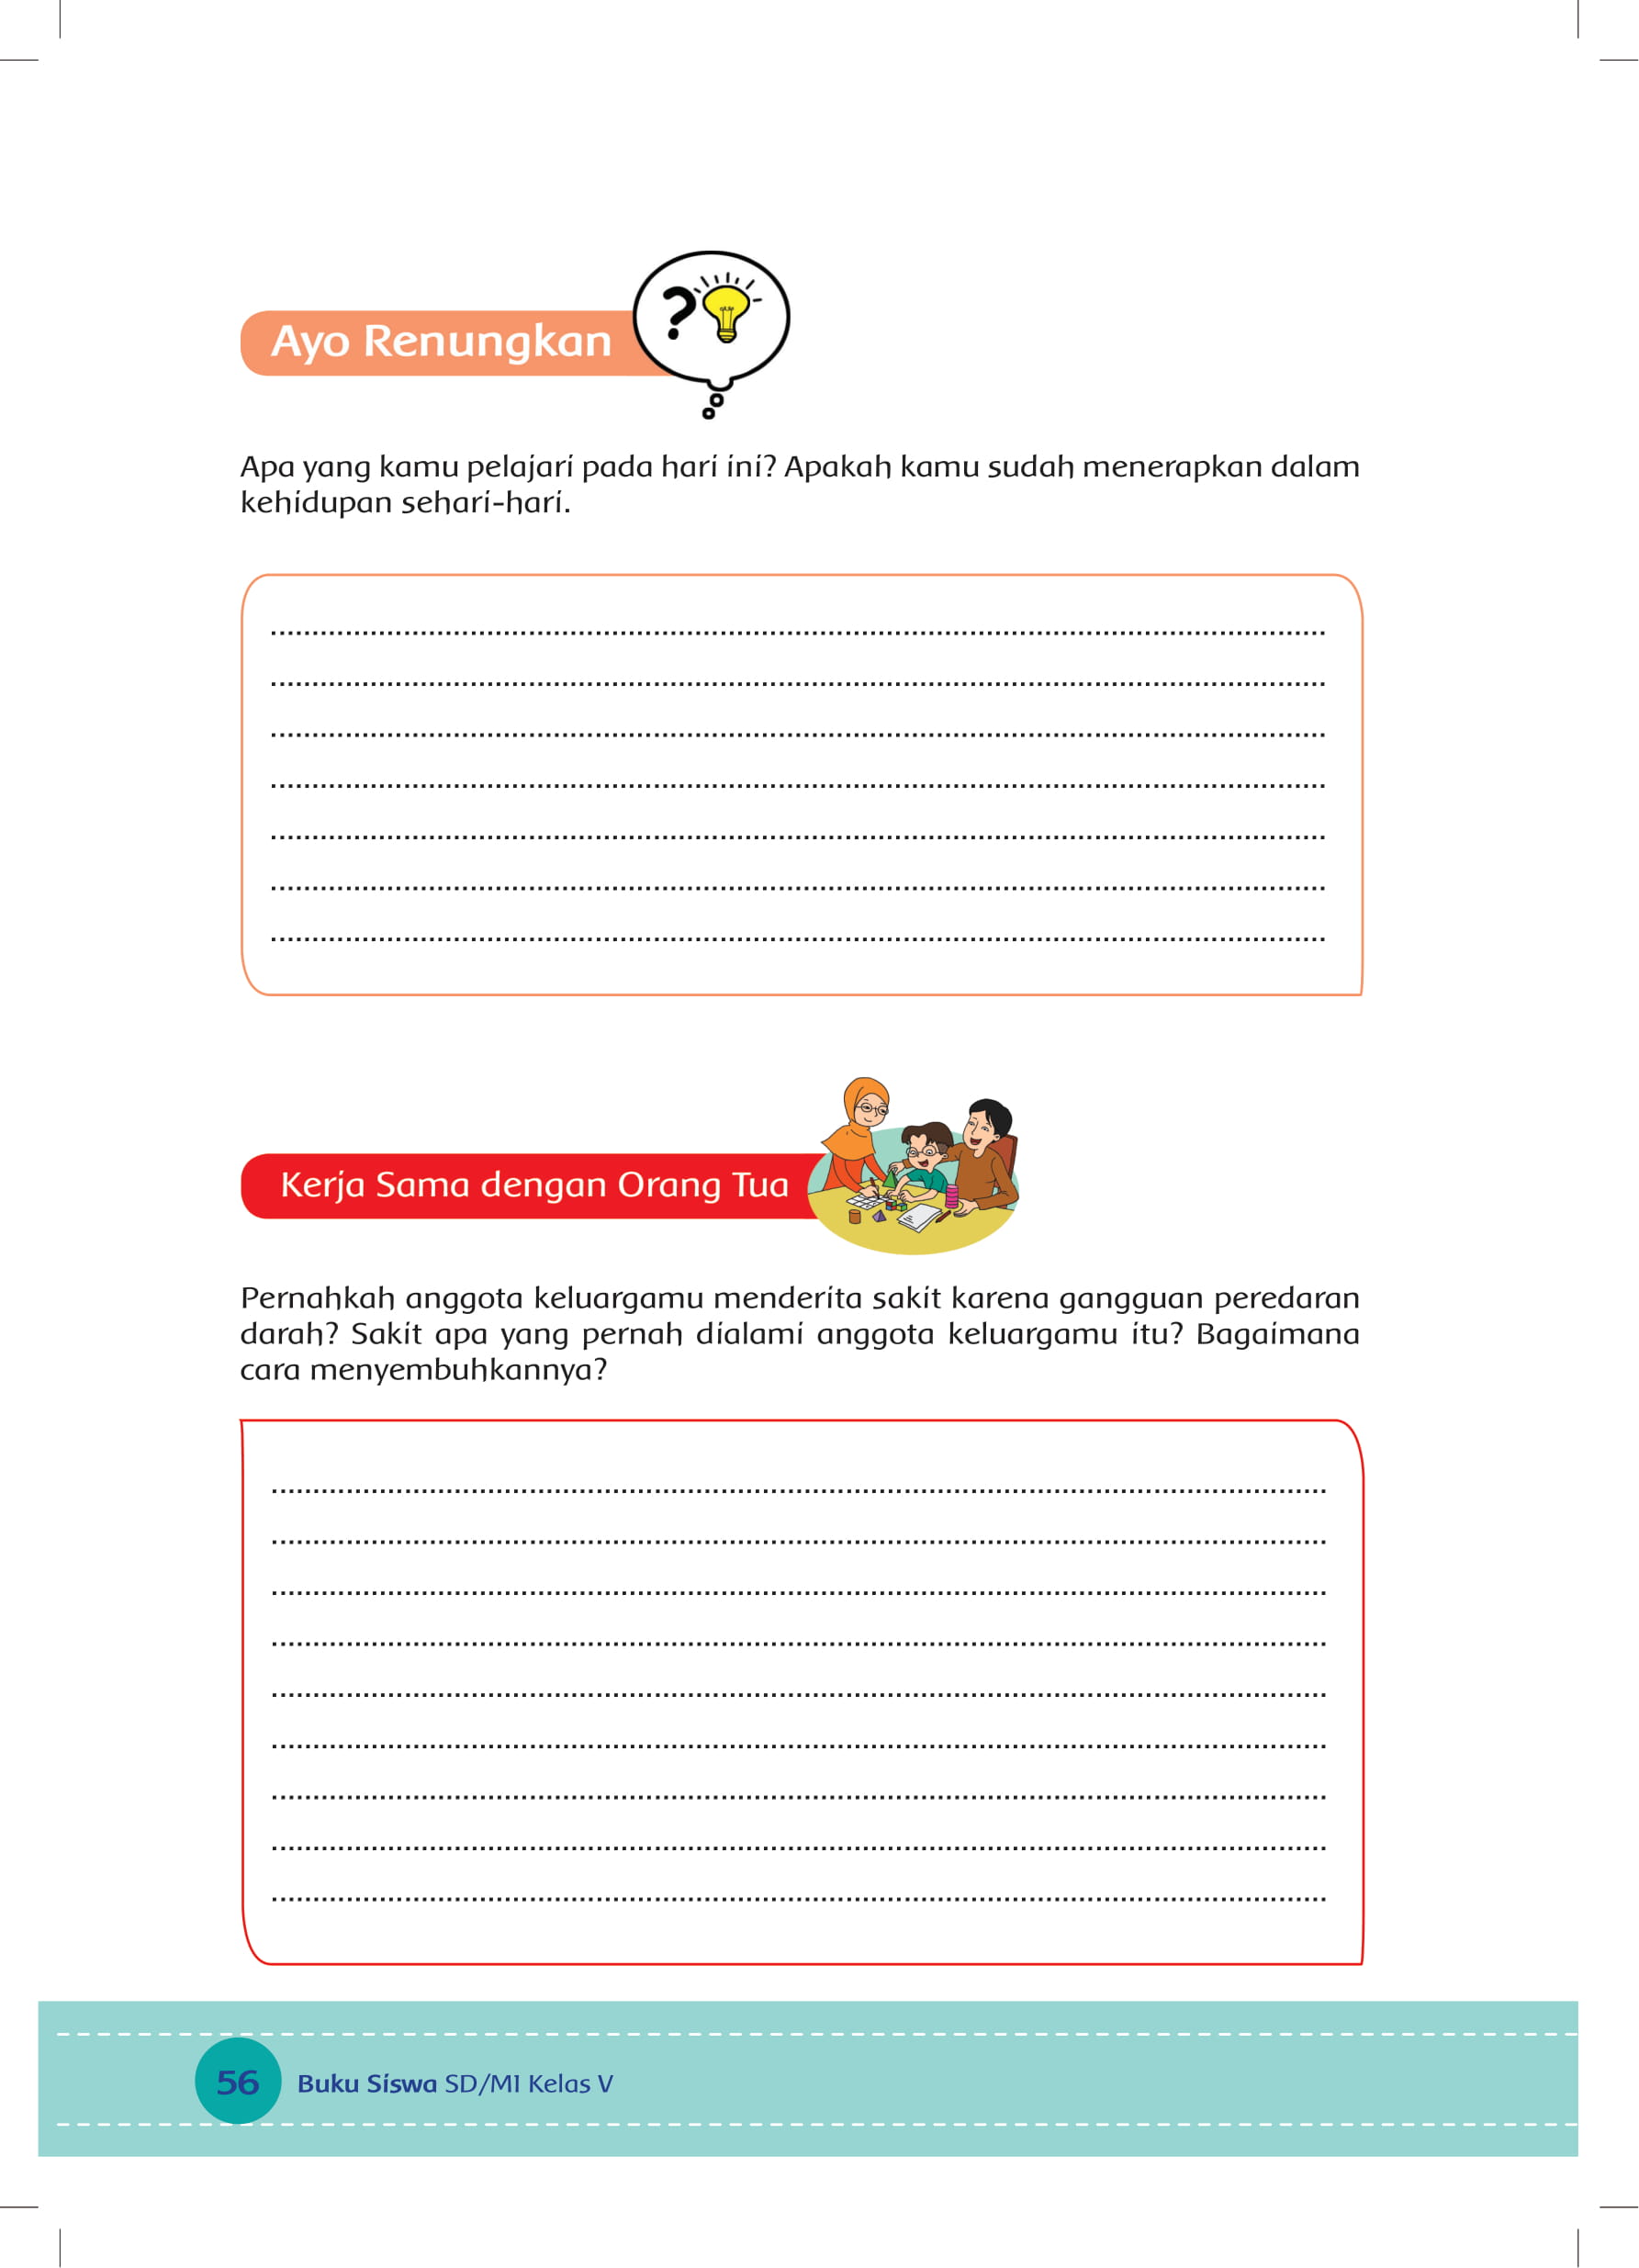 Ayo Renungkan
?
Apa yang kamu pelajari pada hari ini? Apakah kamu sudah menerapkan dalam
kehidupan sehari-hari.
..............................................................................................................................
..............................................................................................................................
..............................................................................................................................
..............................................................................................................................
..............................................................................................................................
..............................................................................................................................
..............................................................................................................................
Kerja Sama dengan Orang Tua
Pernahkah anggota keluargamu menderita sakit karena gangguan peredaran
darah? Sakit apa yang pernah dialami anggota keluargamu itu? Bagaimana
cara menyembuhkannya?
..............................................................................................................................
..............................................................................................................................
..............................................................................................................................
..............................................................................................................................
..............................................................................................................................
..............................................................................................................................
..............................................................................................................................
..............................................................................................................................
..............................................................................................................................
56 Buku Siswa SD/MI Kelas V